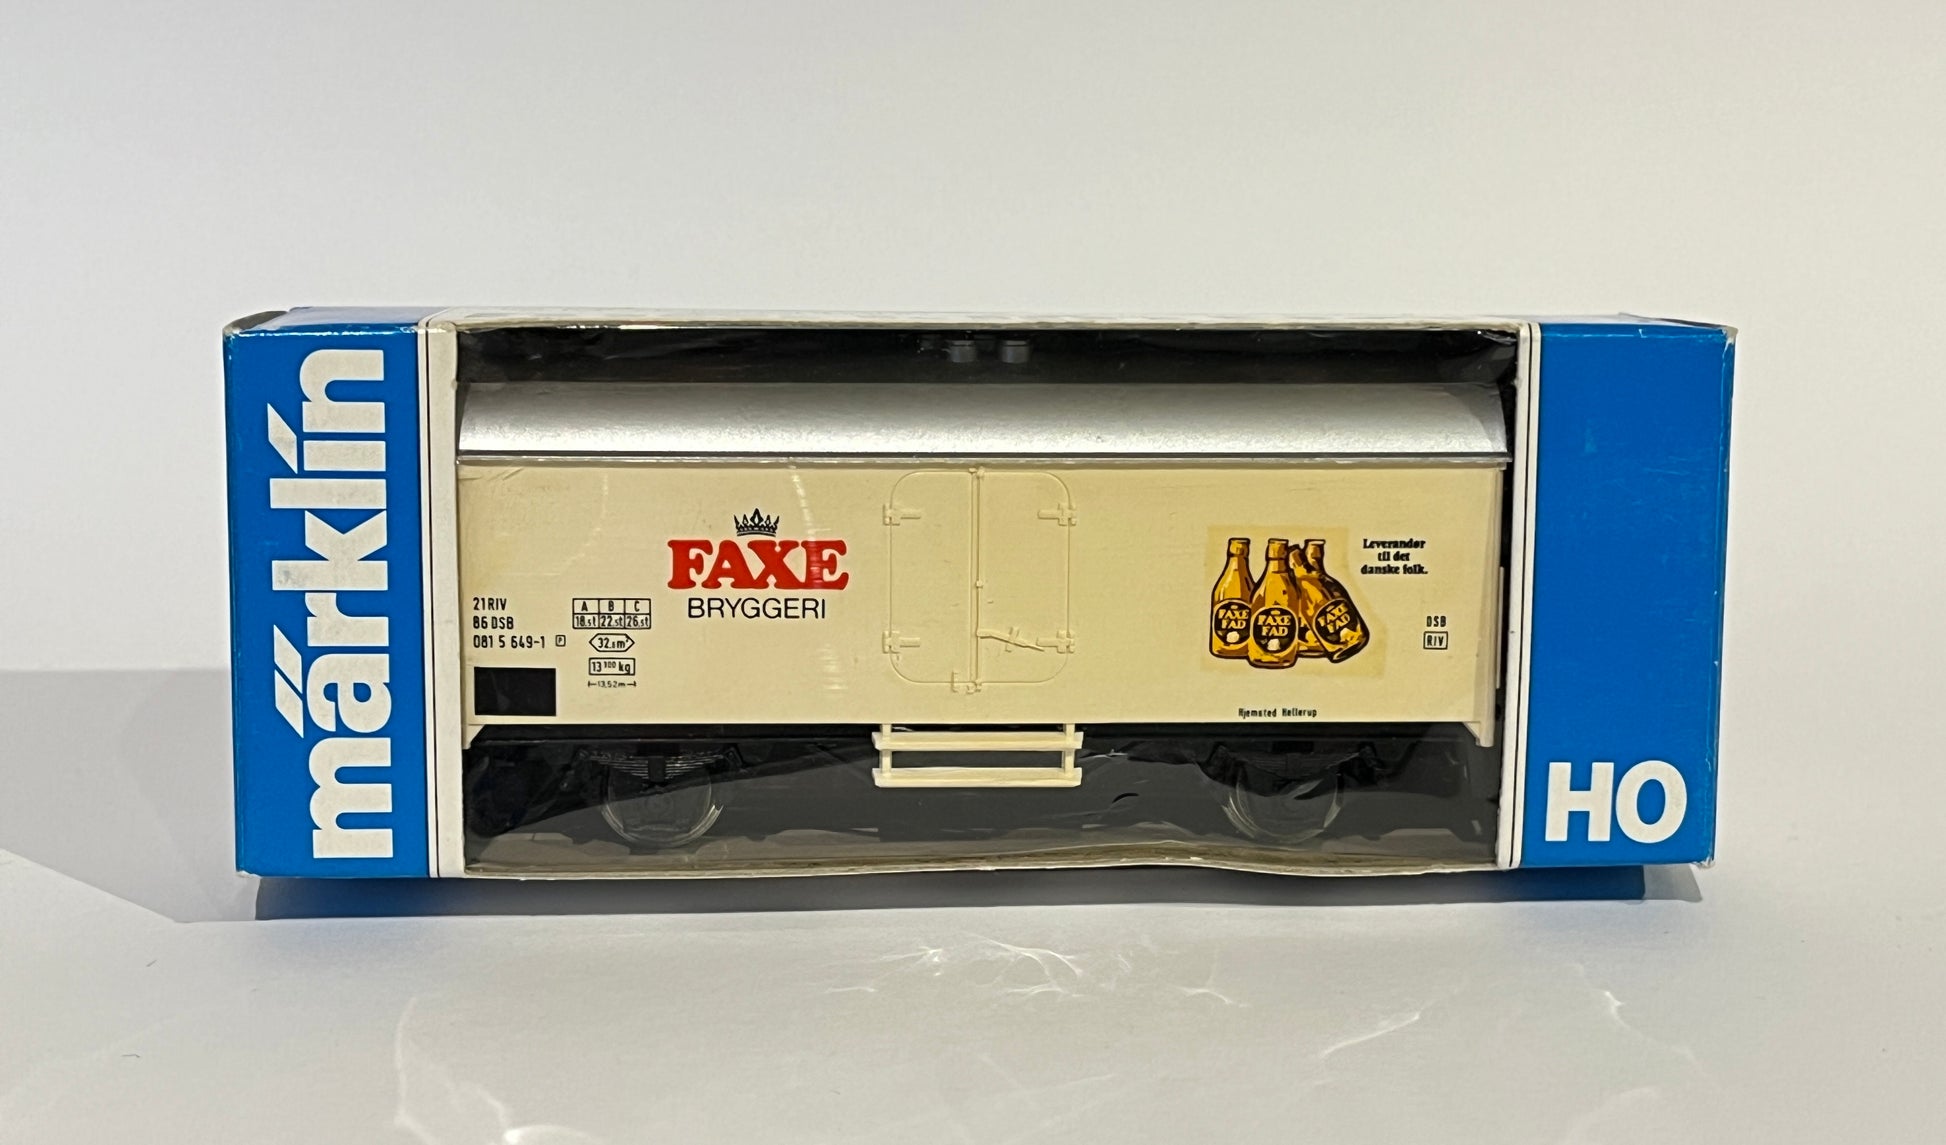 märklin
FAXE
BRYGGERI
21 RIV
86 DSB
081 5 649-1 P
A B C
18.st 22.st 26.st
32.8m²
13 100 kg
13,52m
FAXE
FAD
FAXE
FAD
FAXE
FAD
Leverandør
til det
danske folk.
DSB
RIV
Hjemsted Hellerup
HO